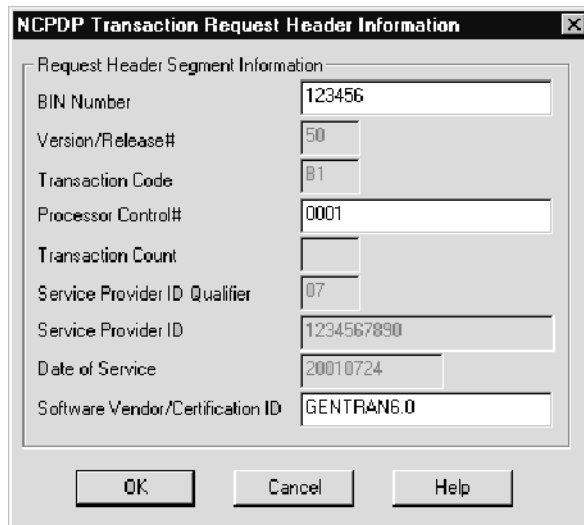 NCPDP Transaction Request Header Information
Request Header Segment Information
BIN Number 123456
Version/Release# 50
Transaction Code B1
Processor Control# 0001
Transaction Count
Service Provider ID Qualifier 07
Service Provider ID 1234567890
Date of Service 20010724
Software Vendor/Certification ID GENTRAN6.0
OK Cancel Help